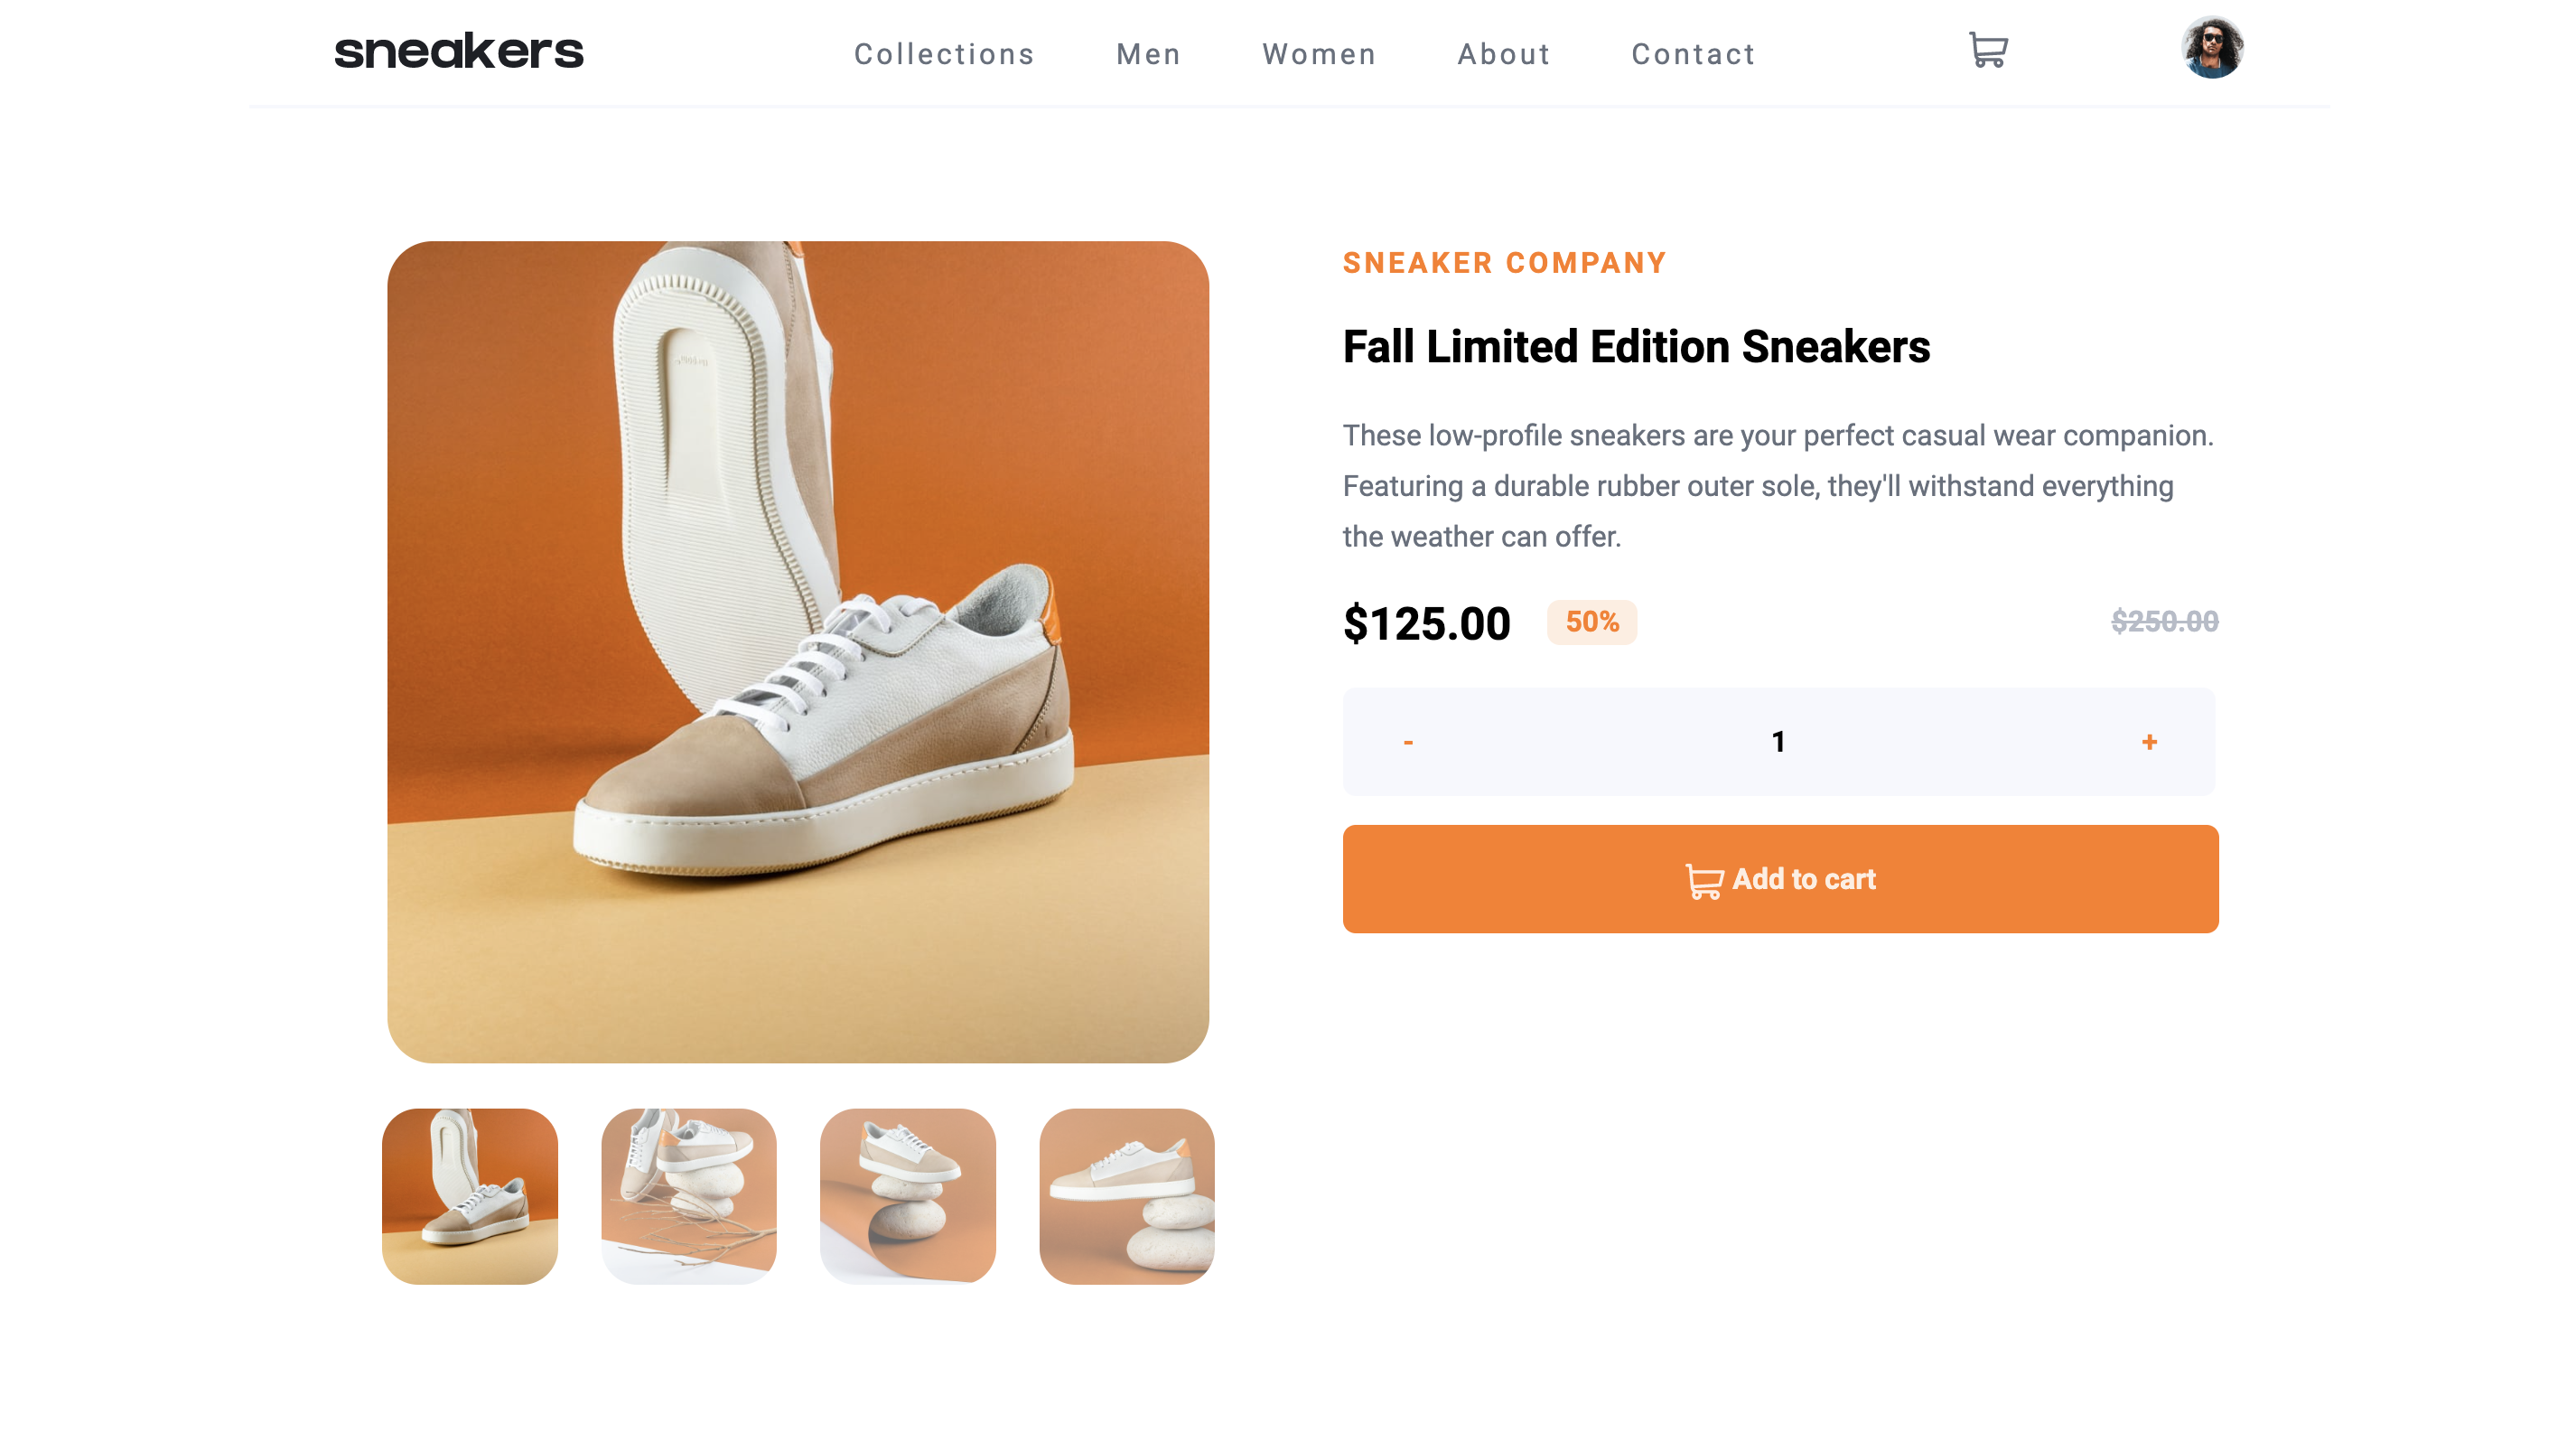 sneakers
Collections Men Women About Contact
SNEAKER COMPANY
Fall Limited Edition Sneakers
These low-profile sneakers are your perfect casual wear companion.
Featuring a durable rubber outer sole, they'll withstand everything
the weather can offer.
$125.00 50% $250.00
- 1 +
Add to cart